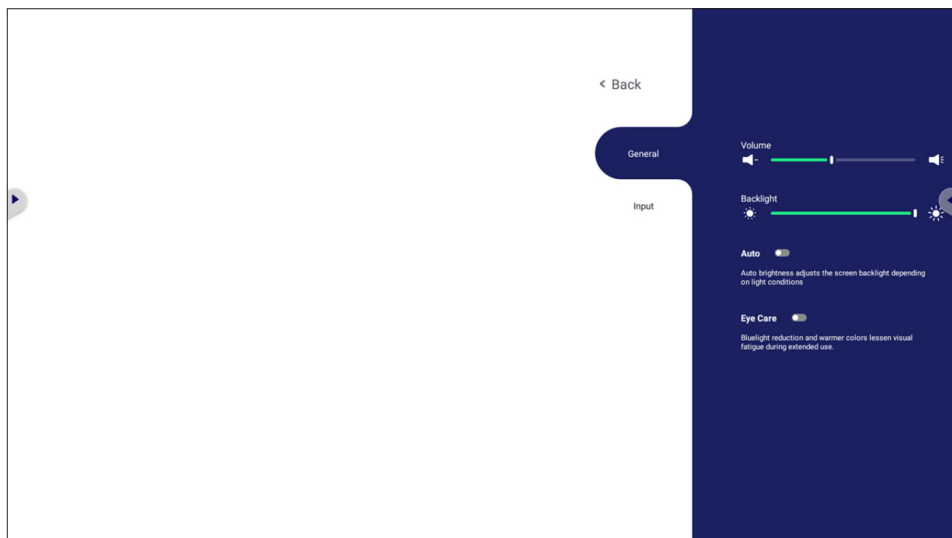 < Back
General
Input
Volume
Backlight
Auto
Auto brightness adjusts the screen backlight depending
on light conditions
Eye Care
Bluelight reduction and warmer colors lessen visual
fatigue during extended use.